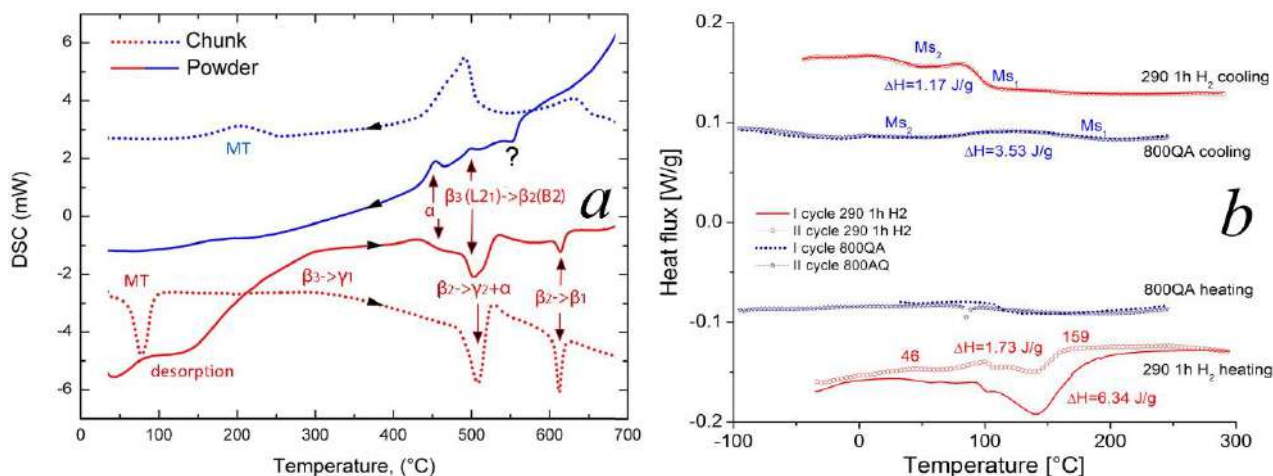 6
4
2
0
-2
-4
-6
DSC (mW)
Chunk
Powder
MT
?
α
β3 (L21)->β2(B2)
a
MT
β3->γ1
β2->γ2+α
β2->β1
desorption
0 100 200 300 400 500 600 700
Temperature, (°C)
0.2
0.1
0.0
-0.1
-0.2
Heat flux [W/g]
Ms2
ΔH=1.17 J/g
Ms1
290 1h H2 cooling
Ms2
Ms1
ΔH=3.53 J/g
800QA cooling
I cycle 290 1h H2
II cycle 290 1h H2
I cycle 800QA
II cycle 800AQ
b
800QA heating
46
ΔH=1.73 J/g
159
290 1h H2 heating
ΔH=6.34 J/g
-100 0 100 200 300
Temperature [°C]